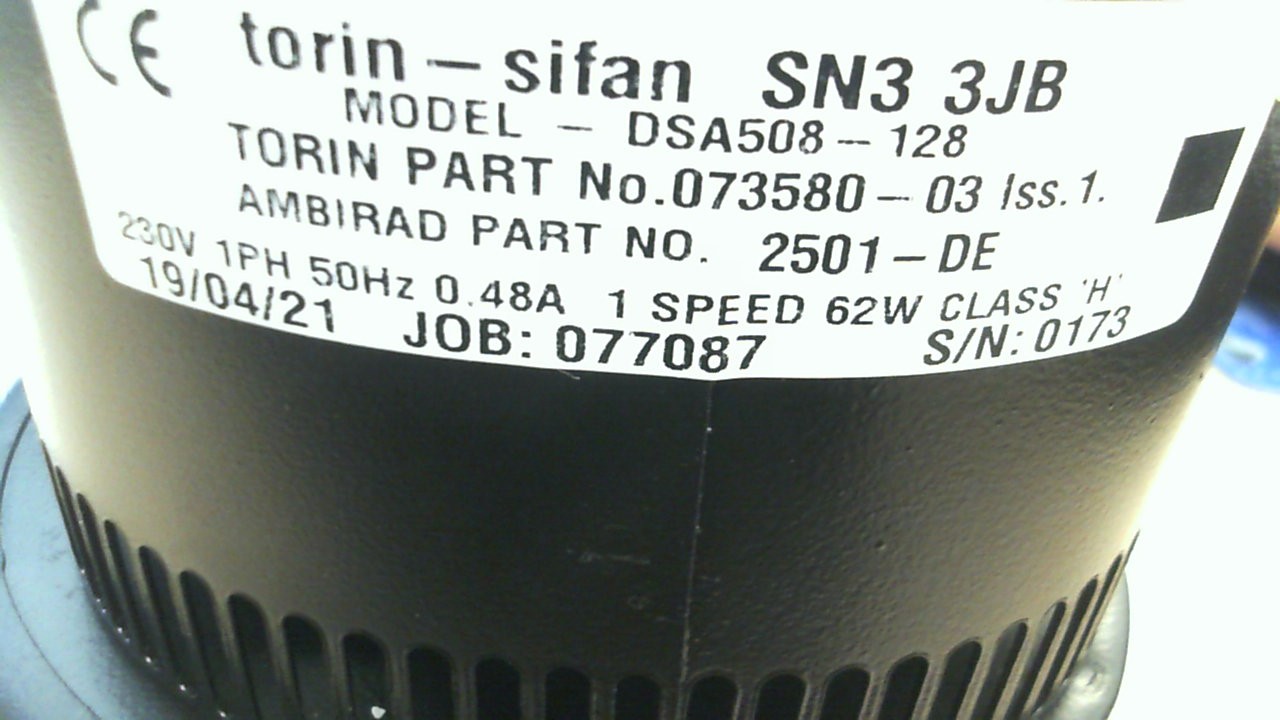 CE torin-sifan SN3 3JB
MODEL - DSA508-128
TORIN PART No.073580-03 Iss.1.
AMBIRAD PART NO. 2501-DE
230V 1PH 50Hz 0.48A 1 SPEED 62W CLASS 'H'
19/04/21 JOB: 077087 S/N: 0173